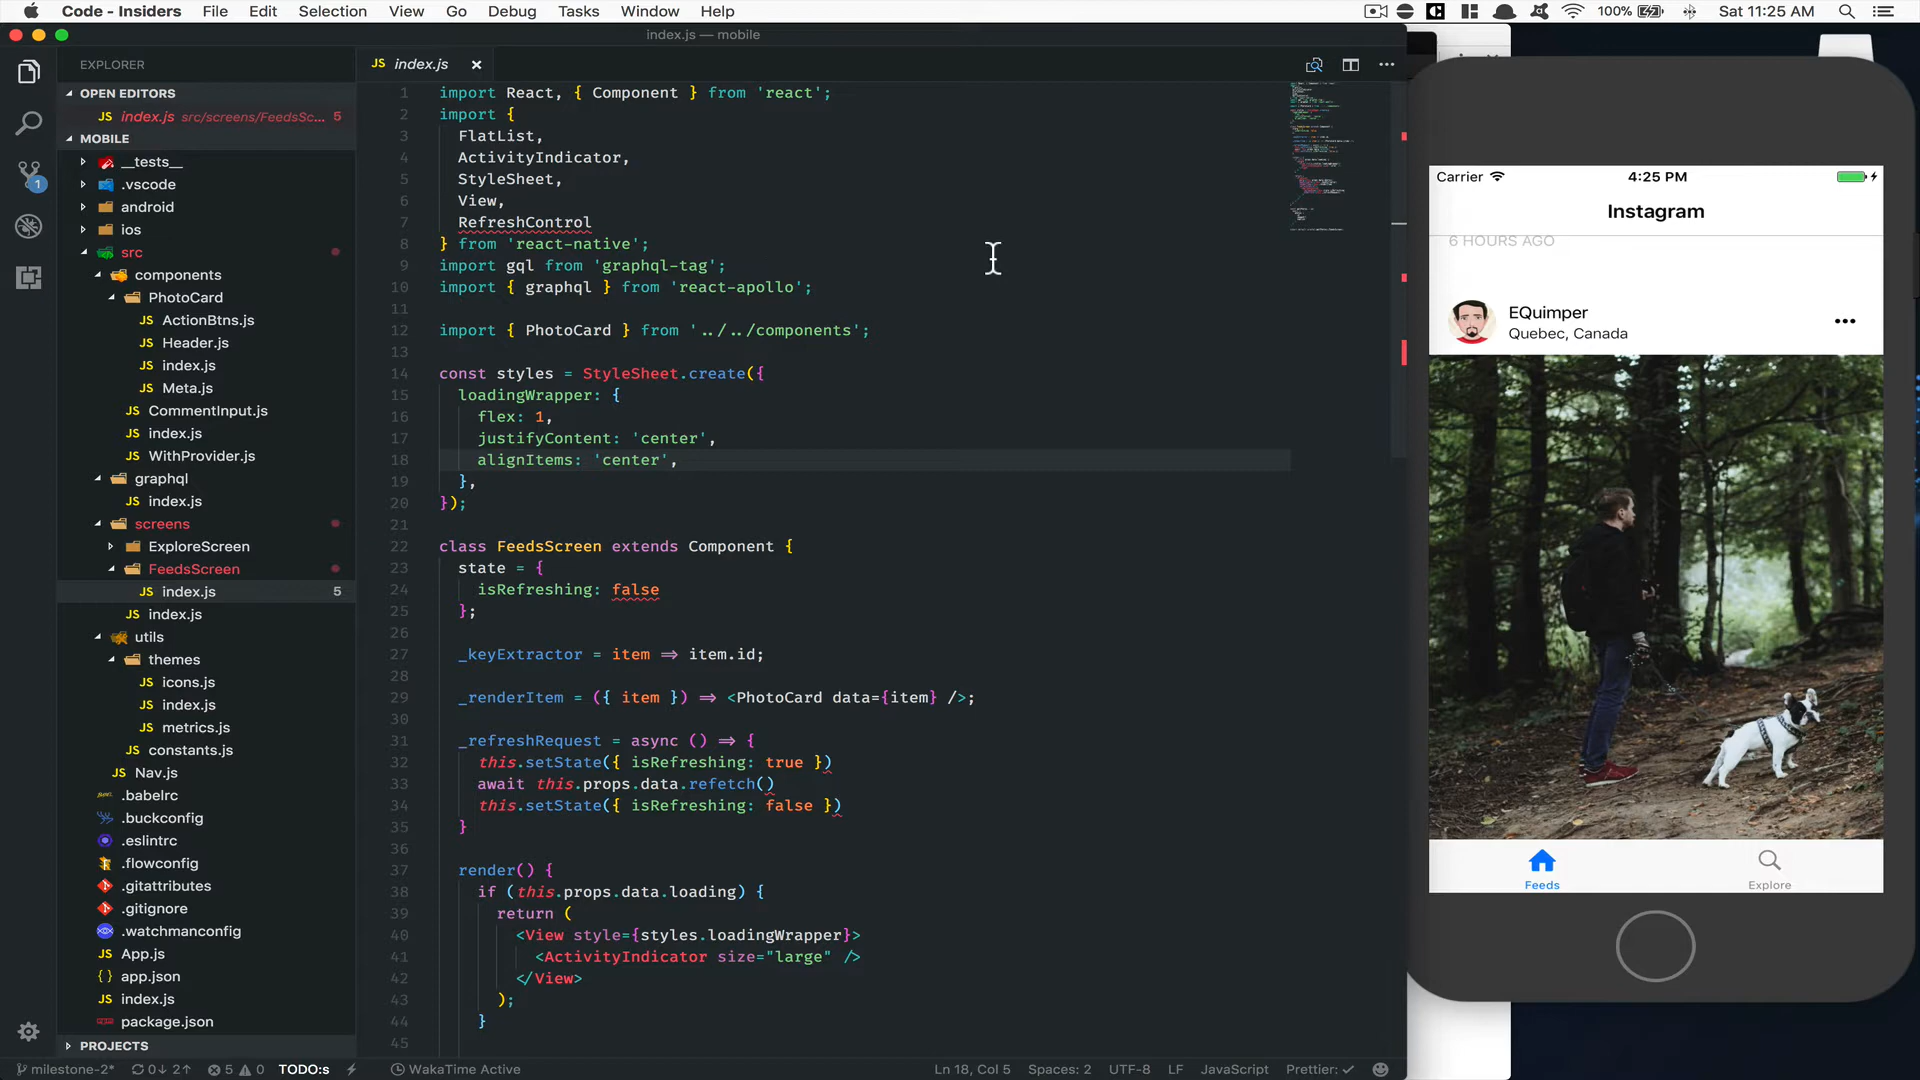 Code - Insiders File Edit Selection View Go Debug Tasks Window Help
100% Sat 11:25 AM
index.js — mobile
EXPLORER
OPEN EDITORS
JS index.js src/screens/FeedsSc... 5
MOBILE
__tests__
.vscode
android
ios
src
components
PhotoCard
JS ActionBtns.js
JS Header.js
JS index.js
JS Meta.js
JS CommentInput.js
JS index.js
JS WithProvider.js
graphql
JS index.js
screens
ExploreScreen
FeedsScreen
JS index.js 5
JS index.js
utils
themes
JS icons.js
JS index.js
JS metrics.js
JS constants.js
JS Nav.js
.babelrc
.buckconfig
.eslintrc
.flowconfig
.gitattributes
.gitignore
.watchmanconfig
JS App.js
{ } app.json
JS index.js
package.json
PROJECTS
1
JS index.js ×
1 import React, { Component } from 'react';
2 import {
3 FlatList,
4 ActivityIndicator,
5 StyleSheet,
6 View,
7 RefreshControl
8 } from 'react-native';
9 import gql from 'graphql-tag';
10 import { graphql } from 'react-apollo';
11
12 import { PhotoCard } from '../../components';
13
14 const styles = StyleSheet.create({
15 loadingWrapper: {
16 flex: 1,
17 justifyContent: 'center',
18 alignItems: 'center',
19 },
20 });
21
22 class FeedsScreen extends Component {
23 state = {
24 isRefreshing: false
25 };
26
27 _keyExtractor = item => item.id;
28
29 _renderItem = ({ item }) => <PhotoCard data={item} />;
30
31 _refreshRequest = async () => {
32 this.setState({ isRefreshing: true })
33 await this.props.data.refetch()
34 this.setState({ isRefreshing: false })
35 }
36
37 render() {
38 if (this.props.data.loading) {
39 return (
40 <View style={styles.loadingWrapper}>
41 <ActivityIndicator size="large" />
42 </View>
43 );
44 }
45
milestone-2* 0↓ 2↑ 5 0 TODO:s WakaTime Active Ln 18, Col 5 Spaces: 2 UTF-8 LF JavaScript Prettier: ✓
Carrier 4:25 PM
Instagram
6 HOURS AGO
EQuimper
Quebec, Canada
Feeds Explore